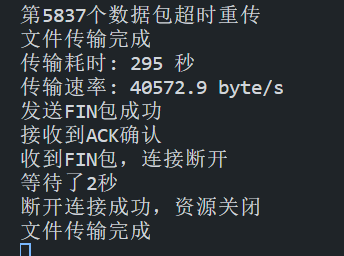 第5837个数据包超时重传
文件传输完成
传输耗时: 295 秒
传输速率: 40572.9 byte/s
发送FIN包成功
接收到ACK确认
收到FIN包，连接断开
等待了2秒
断开连接成功，资源关闭
文件传输完成